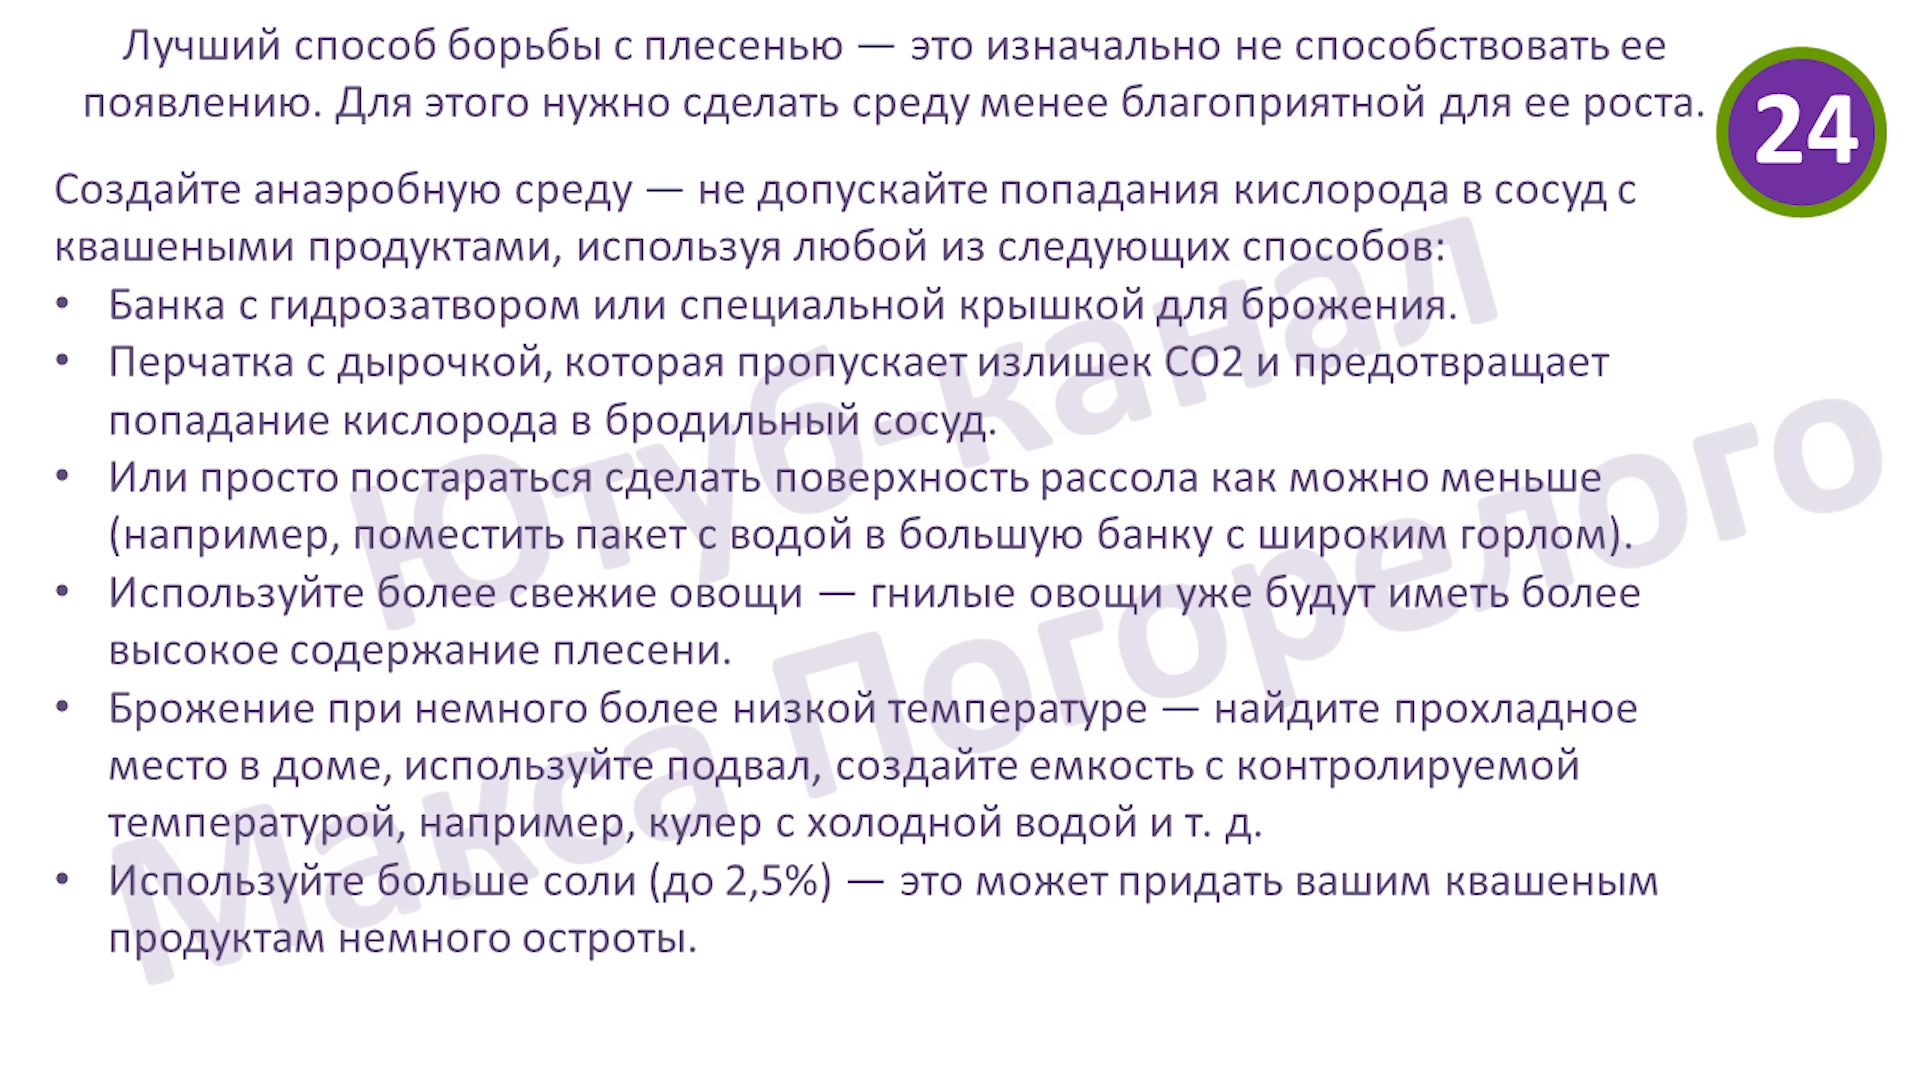 Лучший способ борьбы с плесенью — это изначально не способствовать ее
появлению. Для этого нужно сделать среду менее благоприятной для ее роста.
24
Создайте анаэробную среду — не допускайте попадания кислорода в сосуд с
квашеными продуктами, используя любой из следующих способов:
• Банка с гидрозатвором или специальной крышкой для брожения.
• Перчатка с дырочкой, которая пропускает излишек СО2 и предотвращает
попадание кислорода в бродильный сосуд.
• Или просто постараться сделать поверхность рассола как можно меньше
(например, поместить пакет с водой в большую банку с широким горлом).
• Используйте более свежие овощи — гнилые овощи уже будут иметь более
высокое содержание плесени.
• Брожение при немного более низкой температуре — найдите прохладное
место в доме, используйте подвал, создайте емкость с контролируемой
температурой, например, кулер с холодной водой и т. д.
• Используйте больше соли (до 2,5%) — это может придать вашим квашеным
продуктам немного остроты.
Ютуб-канал
Макса Погорелого